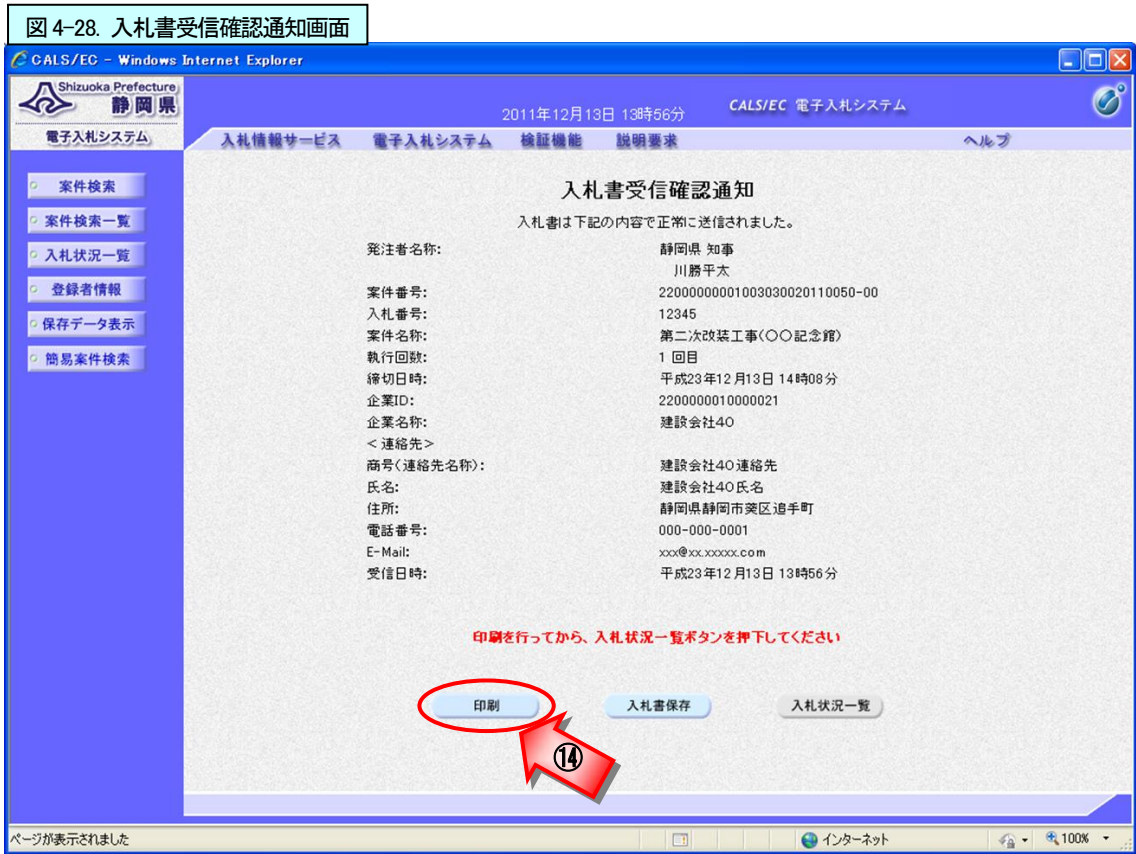 図 4-28. 入札書受信確認通知画面
CALS/EC - Windows Internet Explorer
Shizuoka Prefecture
静岡県
電子入札システム
2011年12月13日 13時56分
CALS/EC 電子入札システム
入札情報サービス 電子入札システム 検証機能 説明要求 ヘルプ
案件検索
案件検索一覧
入札状況一覧
登録者情報
保存データ表示
簡易案件検索
入札書受信確認通知
入札書は下記の内容で正常に送信されました。
発注者名称: 静岡県 知事
川勝平太
案件番号: 22000000001003030020110050-00
入札番号: 12345
案件名称: 第二次改装工事(〇〇記念館)
執行回数: 1 回目
締切日時: 平成23年12月13日 14時08分
企業ID: 2200000010000021
企業名称: 建設会社40
<連絡先>
商号(連絡先名称): 建設会社40連絡先
氏名: 建設会社40氏名
住所: 静岡県静岡市葵区追手町
電話番号: 000-000-0001
E-Mail: xxx@xx.xxxxx.com
受信日時: 平成23年12月13日 13時56分
印刷を行ってから、入札状況一覧ボタンを押下してください
印刷 入札書保存 入札状況一覧
⑭
ページが表示されました インターネット 100%